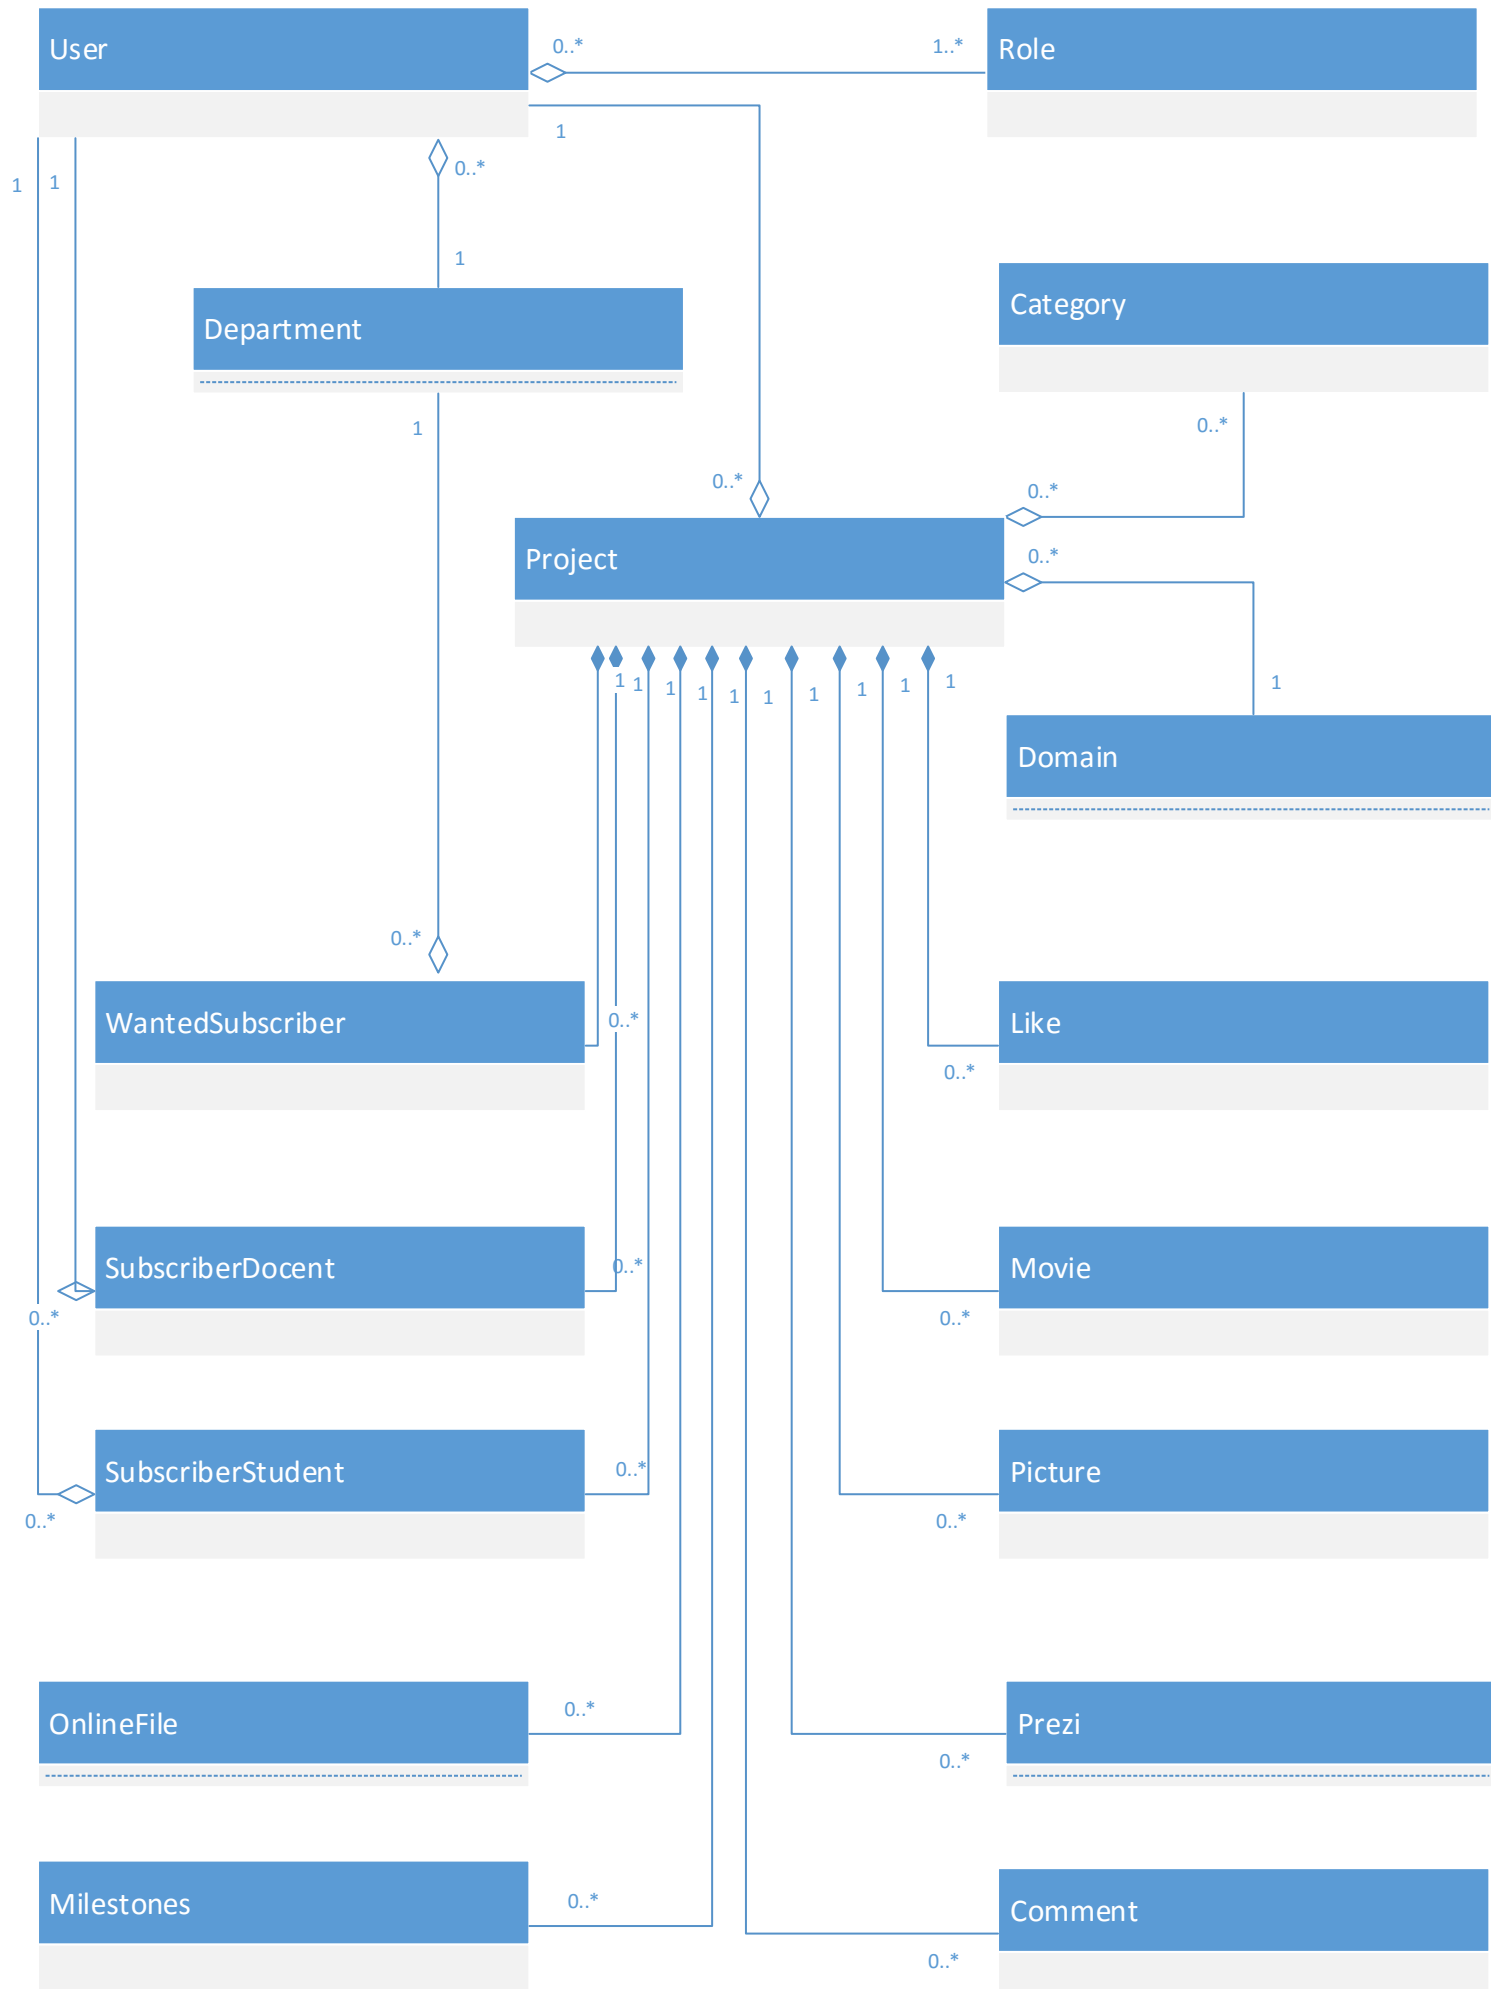 User
0..*
1..*
Role
1
0..*
1
1
1
Department
Category
1
0..*
0..*
0..*
0..*
Project
1
1
1
1
1
1
1
1
1
1
1
Domain
0..*
WantedSubscriber
0..*
Like
0..*
SubscriberDocent
0..*
Movie
0..*
0..*
SubscriberStudent
0..*
Picture
0..*
0..*
OnlineFile
0..*
Prezi
0..*
Milestones
0..*
Comment
0..*